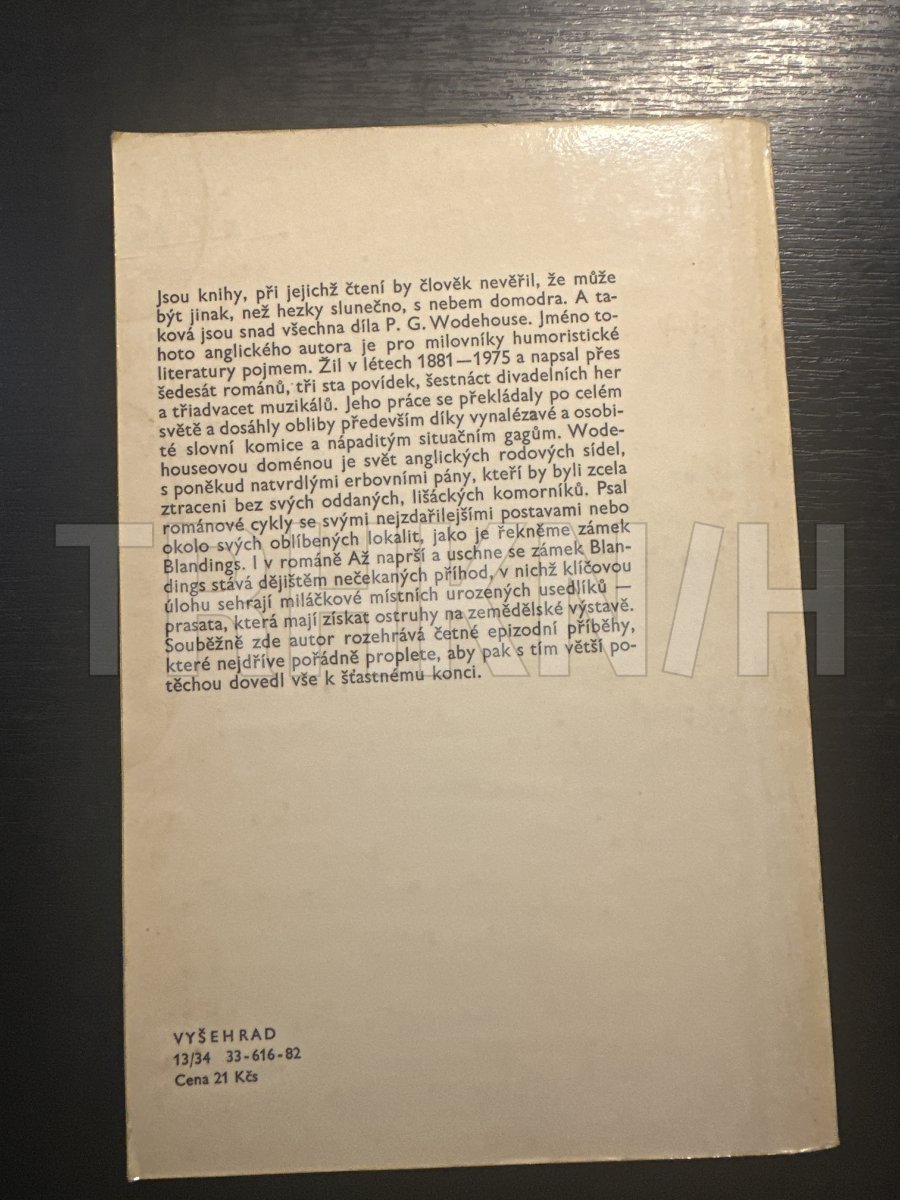 Jsou knihy, při jejichž čtení by člověk nevěřil, že může
být jinak, než hezky slunečno, s nebem domodra. A ta-
ková jsou snad všechna díla P. G. Wodehouse. Jméno to-
hoto anglického autora je pro milovníky humoristické
literatury pojmem. Žil v létech 1881—1975 a napsal přes
šedesát románů, tři sta povídek, šestnáct divadelních her
a třiadvacet muzikálů. Jeho práce se překládaly po celém
světě a dosáhly obliby především díky vynalézavé a osobi-
té slovní komice a nápaditým situačním gagům. Wode-
houseovou doménou je svět anglických rodových sídel,
s poněkud natvrdlými erbovními pány, kteří by byli zcela
ztraceni bez svých oddaných, lišáckých komorníků. Psal
románové cykly se svými nejzdařilejšími postavami nebo
okolo svých oblíbených lokalit, jako je řekněme zámek
Blandings. I v románě Až naprší a uschne se zámek Blan-
dings stává dějištěm nečekaných příhod, v nichž klíčovou
úlohu sehrají miláčkové místních urozených usedlíků —
prasata, která mají získat ostruhy na zemědělské výstavě.
Souběžně zde autor rozehrává četné epizodní příběhy,
které nejdříve pořádně proplete, aby pak s tím větší po-
těchou dovedl vše k šťastnému konci.
VYŠEHRAD
13/34 33-616-82
Cena 21 Kčs